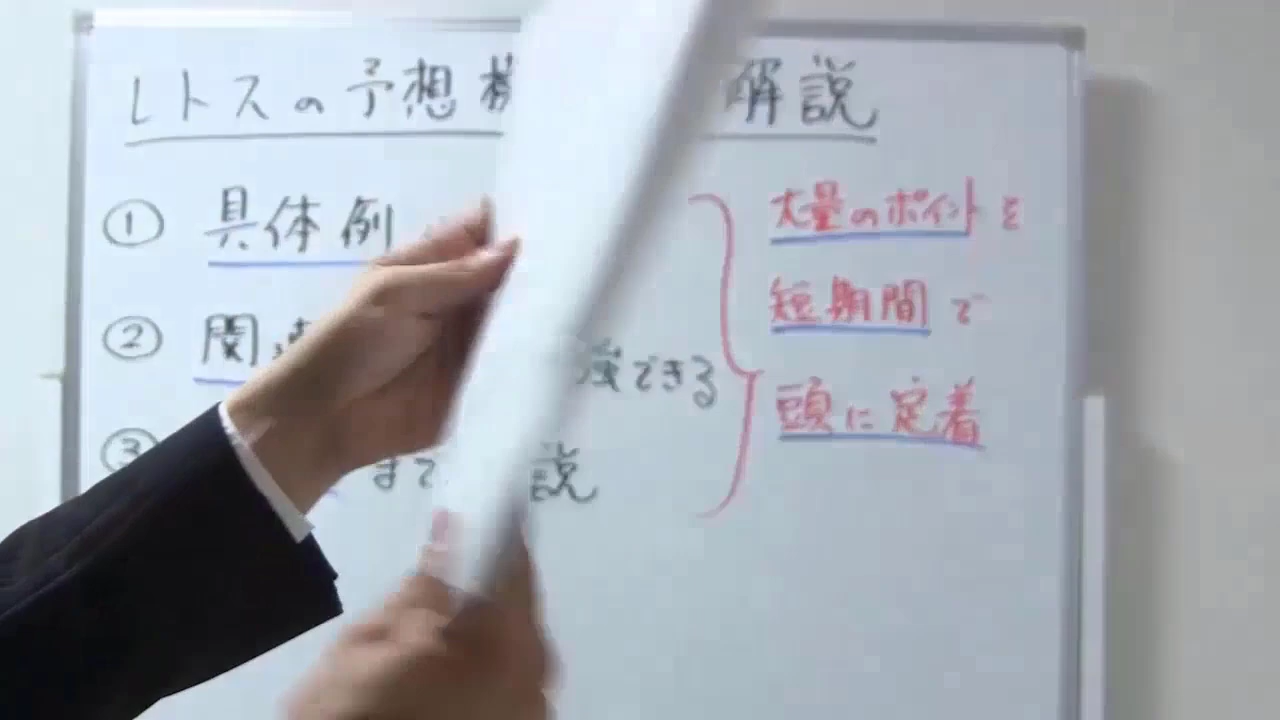 レトスの予想 解説
① 具体例
② 関 強できる
③ まで 説
大量のポイントを
短期間で
頭に定着